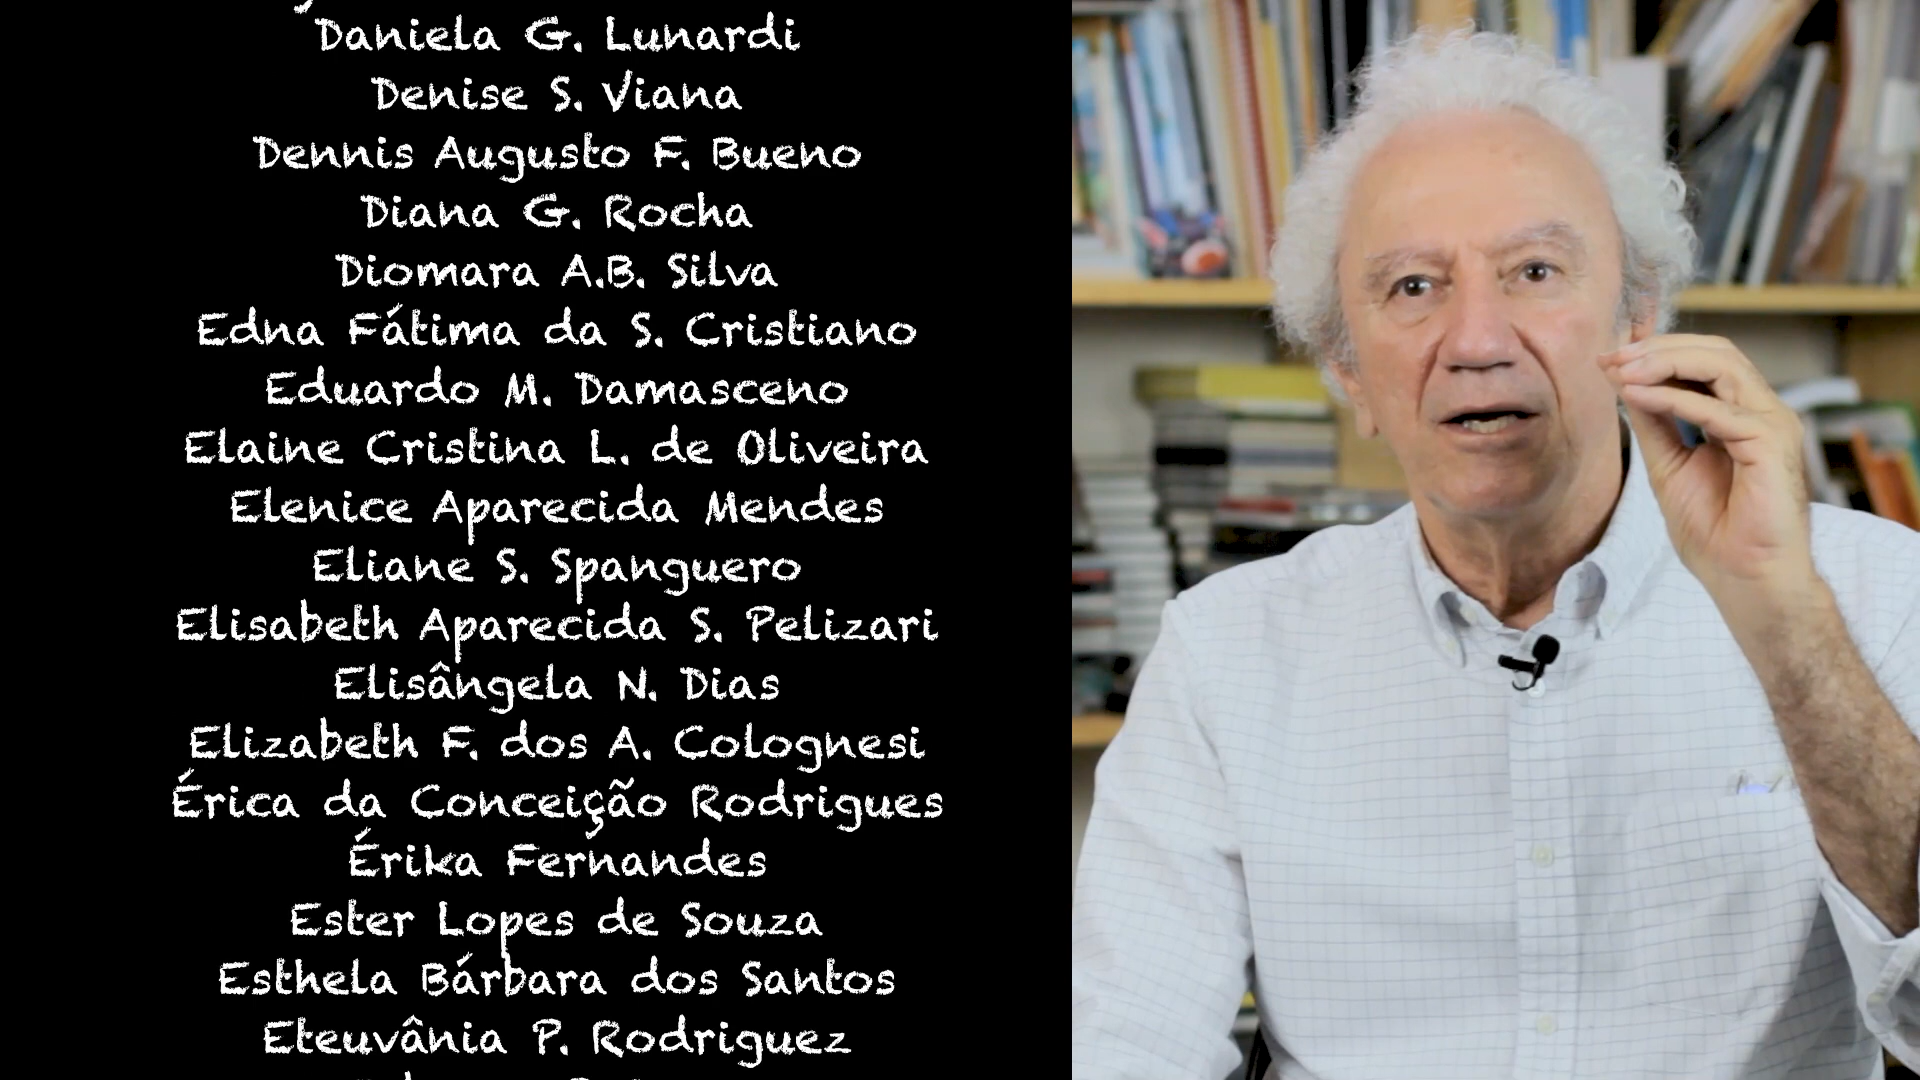 Daniela G. Lunardi
Denise S. Viana
Dennis Augusto F. Bueno
Diana G. Rocha
Diomara A.B. Silva
Edna Fátima da S. Cristiano
Eduardo M. Damasceno
Elaine Cristina L. de Oliveira
Elenice Aparecida Mendes
Eliane S. Spanguero
Elisabeth Aparecida S. Pelizari
Elisângela N. Dias
Elizabeth F. dos A. Colognesi
Érica da Conceição Rodrigues
Érika Fernandes
Ester Lopes de Souza
Esthela Bárbara dos Santos
Eteuvânia P. Rodriguez